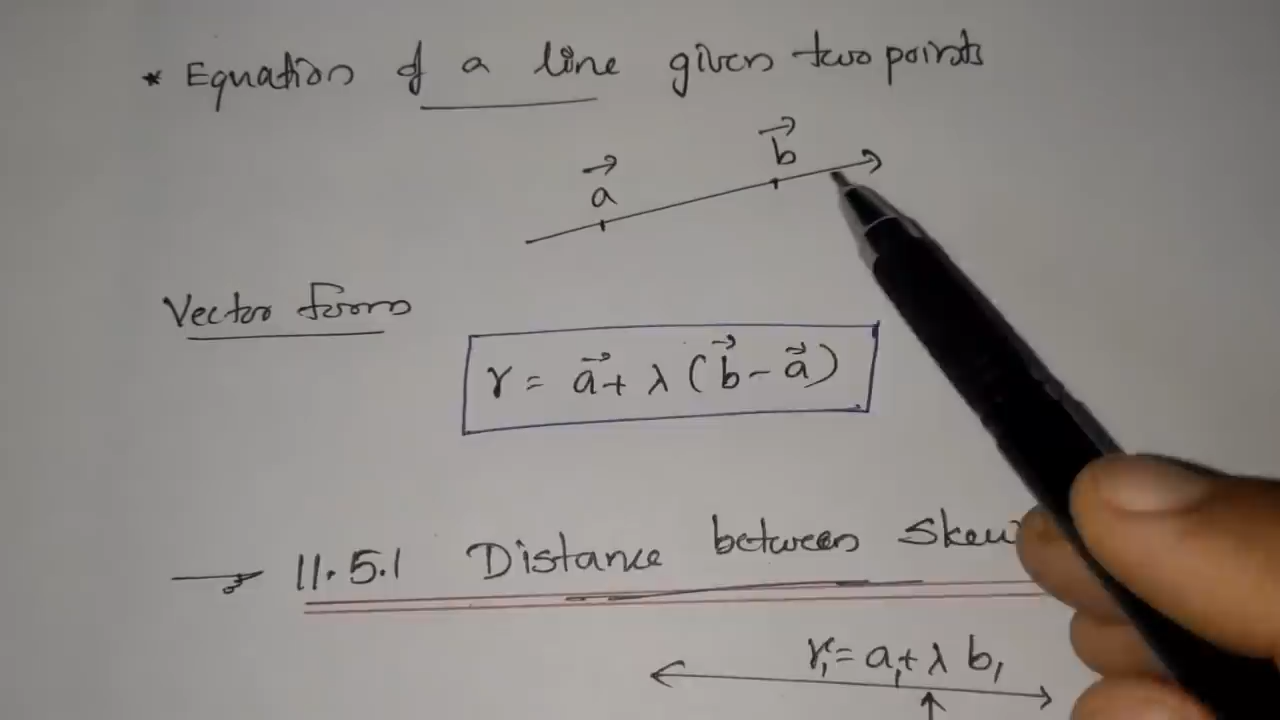 * Equation of a line given two points
b⃗
a⃗
Vector form
r = a⃗ + λ (b⃗ - a⃗)
→ 11.5.1 Distance between Skew
r₁ = a₁ + λ b₁